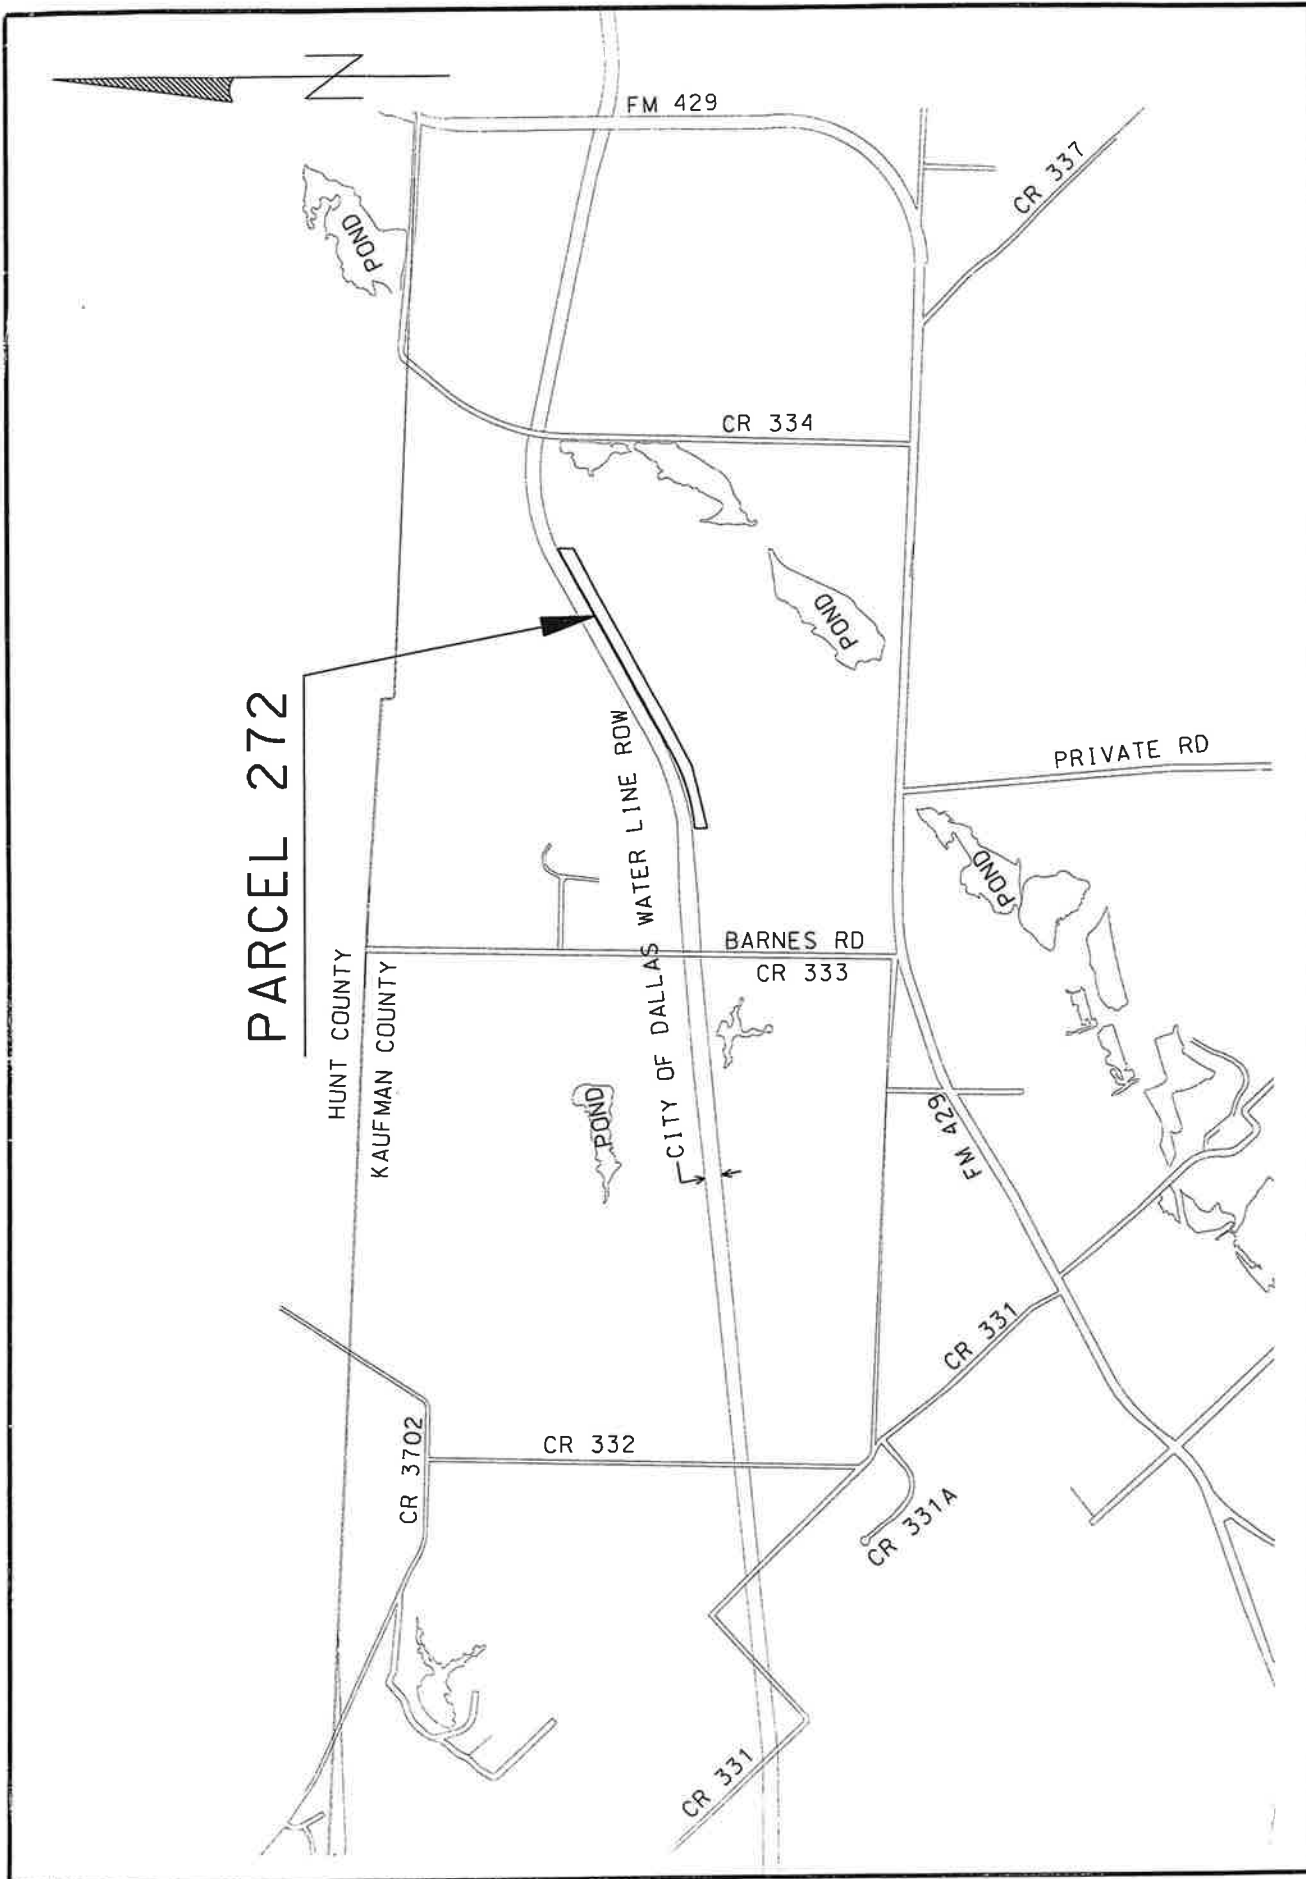 N
FM 429
CR 337
POND
CR 334
POND
PARCEL 272
CITY OF DALLAS WATER LINE ROW
PRIVATE RD
POND
HUNT COUNTY
KAUFMAN COUNTY
BARNES RD
CR 333
POND
FM 429
CR 331
CR 3702
CR 332
CR 331A
CR 331